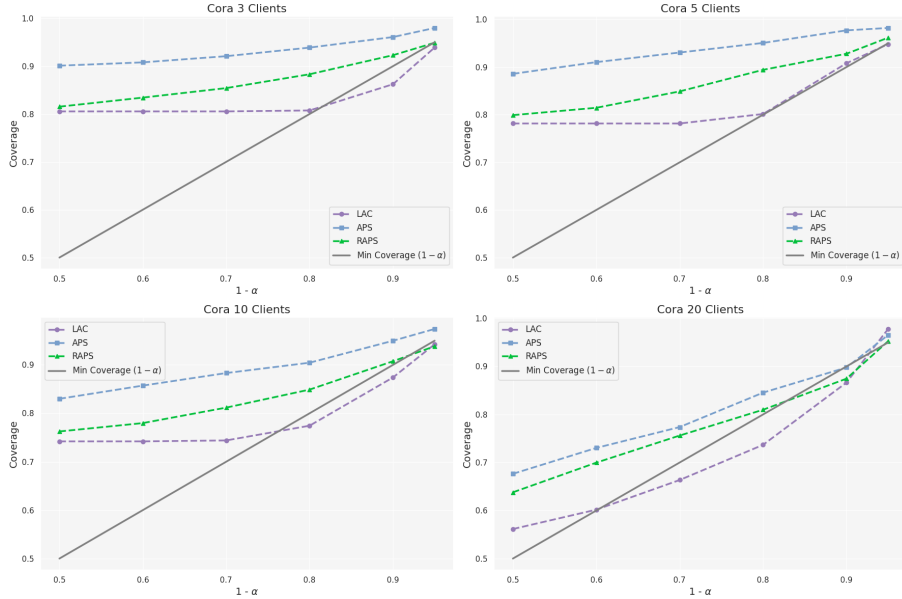 Cora 3 Clients
1.0
0.9
0.8
0.7
0.6
0.5
Coverage
LAC
APS
RAPS
Min Coverage (1 − α)
0.5 0.6 0.7 0.8 0.9
1 - α
Cora 5 Clients
1.0
0.9
0.8
0.7
0.6
0.5
Coverage
LAC
APS
RAPS
Min Coverage (1 − α)
0.5 0.6 0.7 0.8 0.9
1 - α
Cora 10 Clients
LAC
APS
RAPS
Min Coverage (1 − α)
0.9
0.8
0.7
0.6
0.5
Coverage
0.5 0.6 0.7 0.8 0.9
1 - α
Cora 20 Clients
LAC
APS
RAPS
Min Coverage (1 − α)
1.0
0.9
0.8
0.7
0.6
0.5
Coverage
0.5 0.6 0.7 0.8 0.9
1 - α